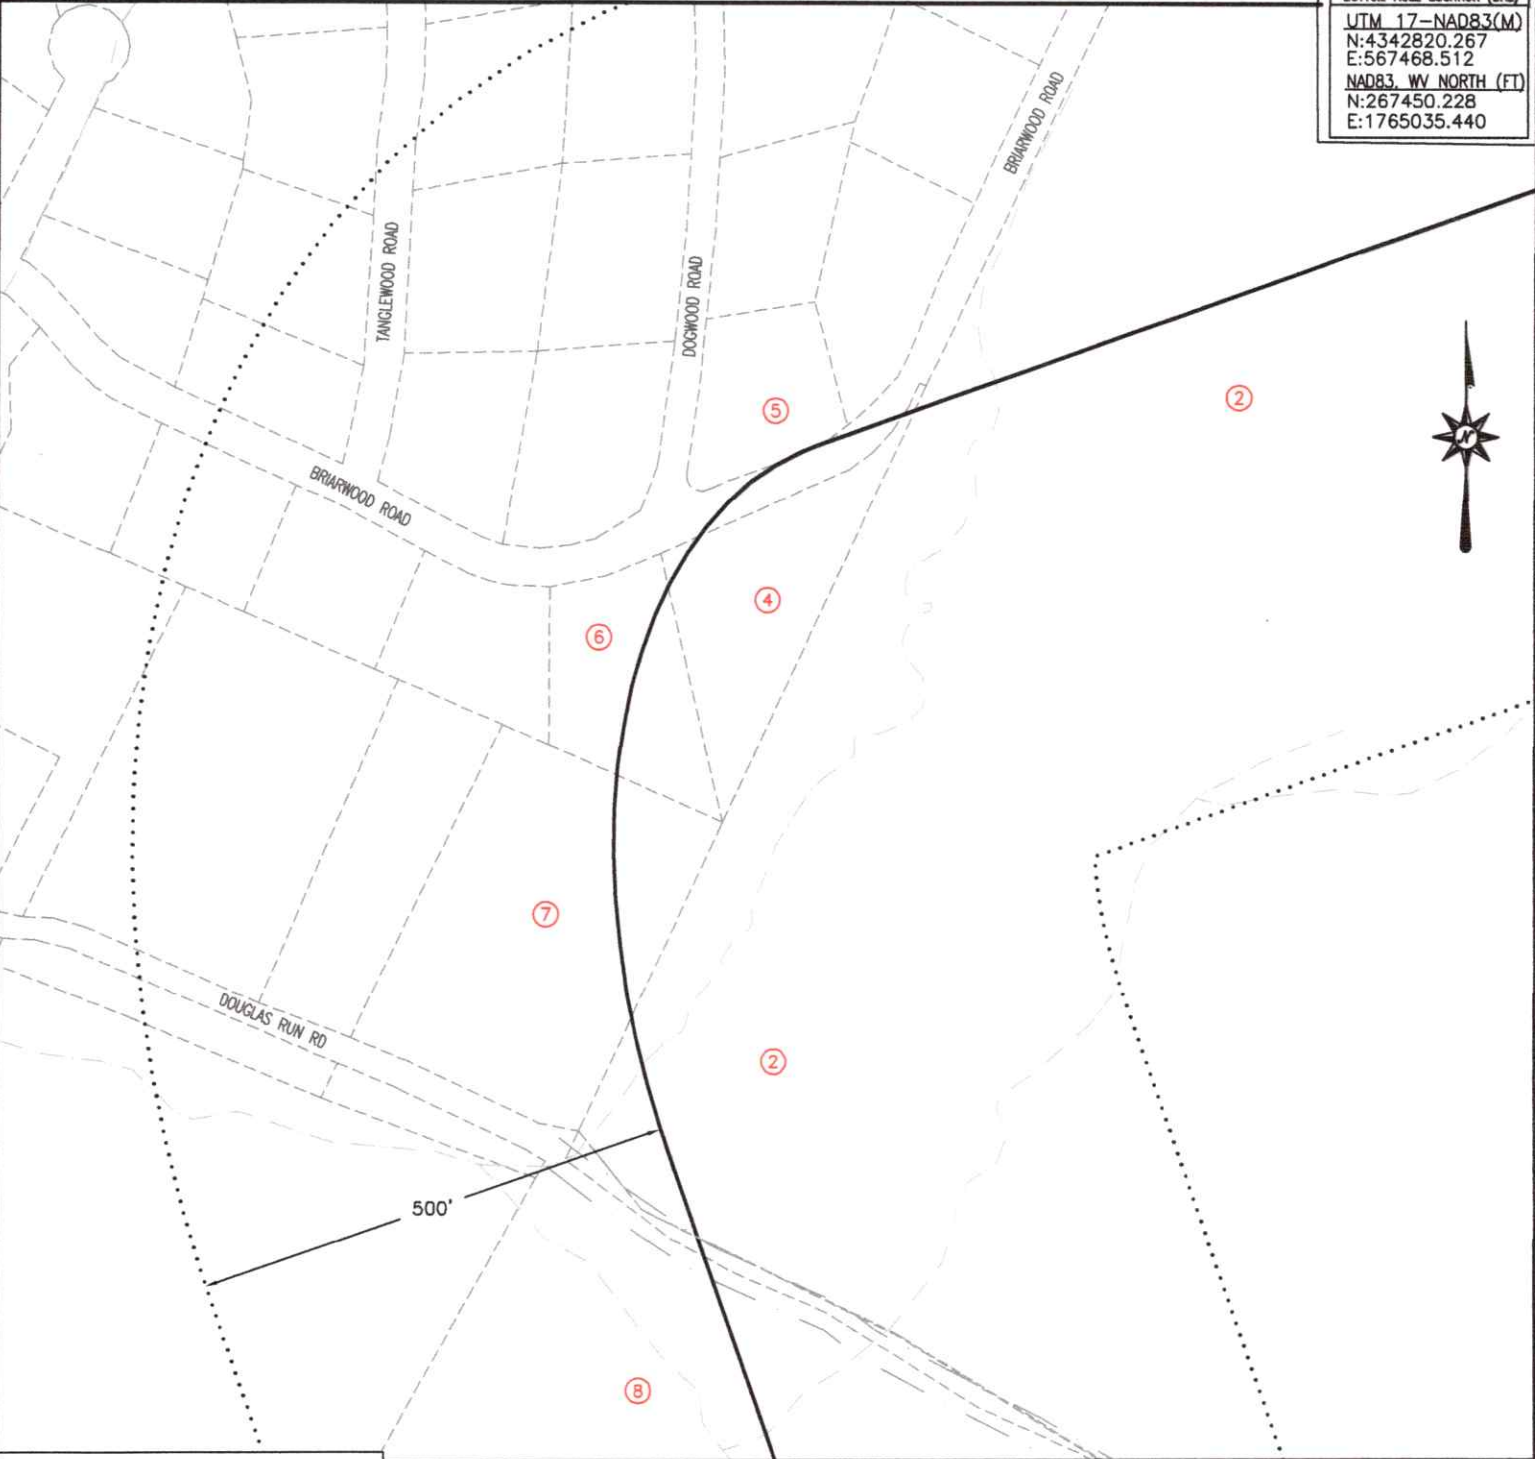 UTM 17-NAD83(M)
N:4342820.267
E:567468.512
NAD83, WV NORTH (FT)
N:267450.228
E:1765035.440
BRIARWOOD ROAD
TANGLEWOOD ROAD
DOGWOOD ROAD
5
2
N
BRIARWOOD ROAD
4
6
7
DOUGLAS RUN RD
2
500'
8